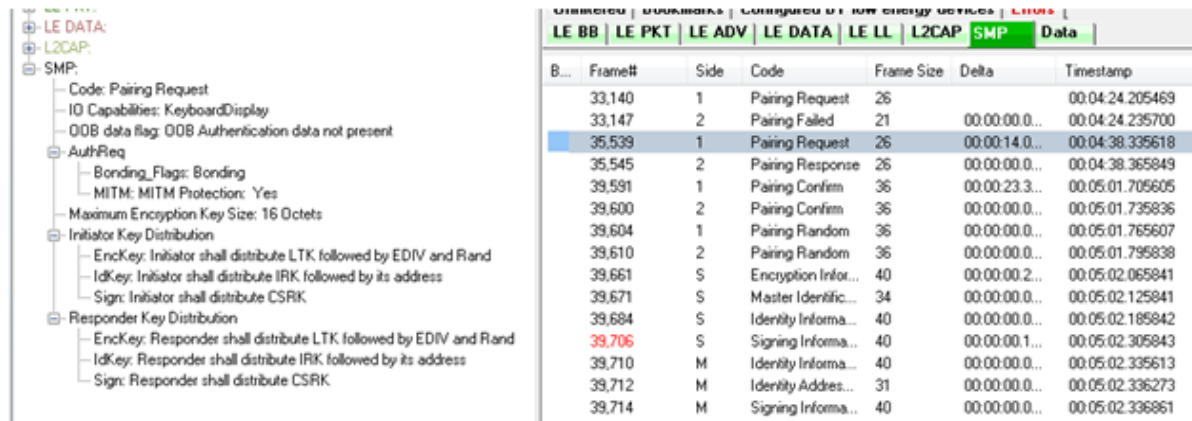 LE DATA:
L2CAP:
SMP:
Code: Pairing Request
IO Capabilities: KeyboardDisplay
OOB data flag: OOB Authentication data not present
AuthReq
Bonding_Flags: Bonding
MITM: MITM Protection: Yes
Maximum Encryption Key Size: 16 Octets
Initiator Key Distribution
EncKey: Initiator shall distribute LTK followed by EDIV and Rand
IdKey: Initiator shall distribute IRK followed by its address
Sign: Initiator shall distribute CSRK
Responder Key Distribution
EncKey: Responder shall distribute LTK followed by EDIV and Rand
IdKey: Responder shall distribute IRK followed by its address
Sign: Responder shall distribute CSRK
Unfiltered Bookmarks Configured BT low energy devices Errors
LE BB LE PKT LE ADV LE DATA LE LL L2CAP SMP Data
B... Frame# Side Code Frame Size Delta Timestamp
33,140 1 Pairing Request 26 00:04:24.205469
33,147 2 Pairing Failed 21 00:00:00.0... 00:04:24.235700
35,539 1 Pairing Request 26 00:00:14.0... 00:04:38.335618
35,545 2 Pairing Response 26 00:00:00.0... 00:04:38.365849
39,591 1 Pairing Confirm 36 00:00:23.3... 00:05:01.705605
39,600 2 Pairing Confirm 36 00:00:00.0... 00:05:01.735836
39,604 1 Pairing Random 36 00:00:00.0... 00:05:01.765607
39,610 2 Pairing Random 36 00:00:00.0... 00:05:01.795838
39,661 S Encryption Infor... 40 00:00:00.2... 00:05:02.065841
39,671 S Master Identific... 34 00:00:00.0... 00:05:02.125841
39,684 S Identity Informa... 40 00:00:00.0... 00:05:02.185842
39,706 S Signing Informa... 40 00:00:00.1... 00:05:02.305843
39,710 M Identity Informa... 40 00:00:00.0... 00:05:02.335613
39,712 M Identity Addres... 31 00:00:00.0... 00:05:02.336273
39,714 M Signing Informa... 40 00:00:00.0... 00:05:02.336861